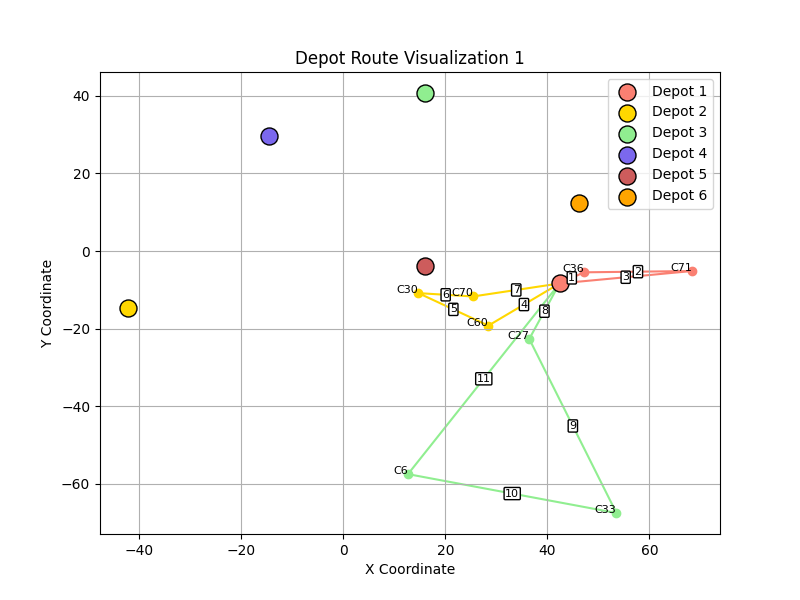 Depot Route Visualization 1
Depot 1
Depot 2
Depot 3
Depot 4
Depot 5
Depot 6
Y Coordinate
40
20
0
−20
−40
−60
C36
C71
1
2
3
C30
6
C70
7
5
4
C60
8
C27
11
9
C6
10
C33
−40
−20
0
20
40
60
X Coordinate